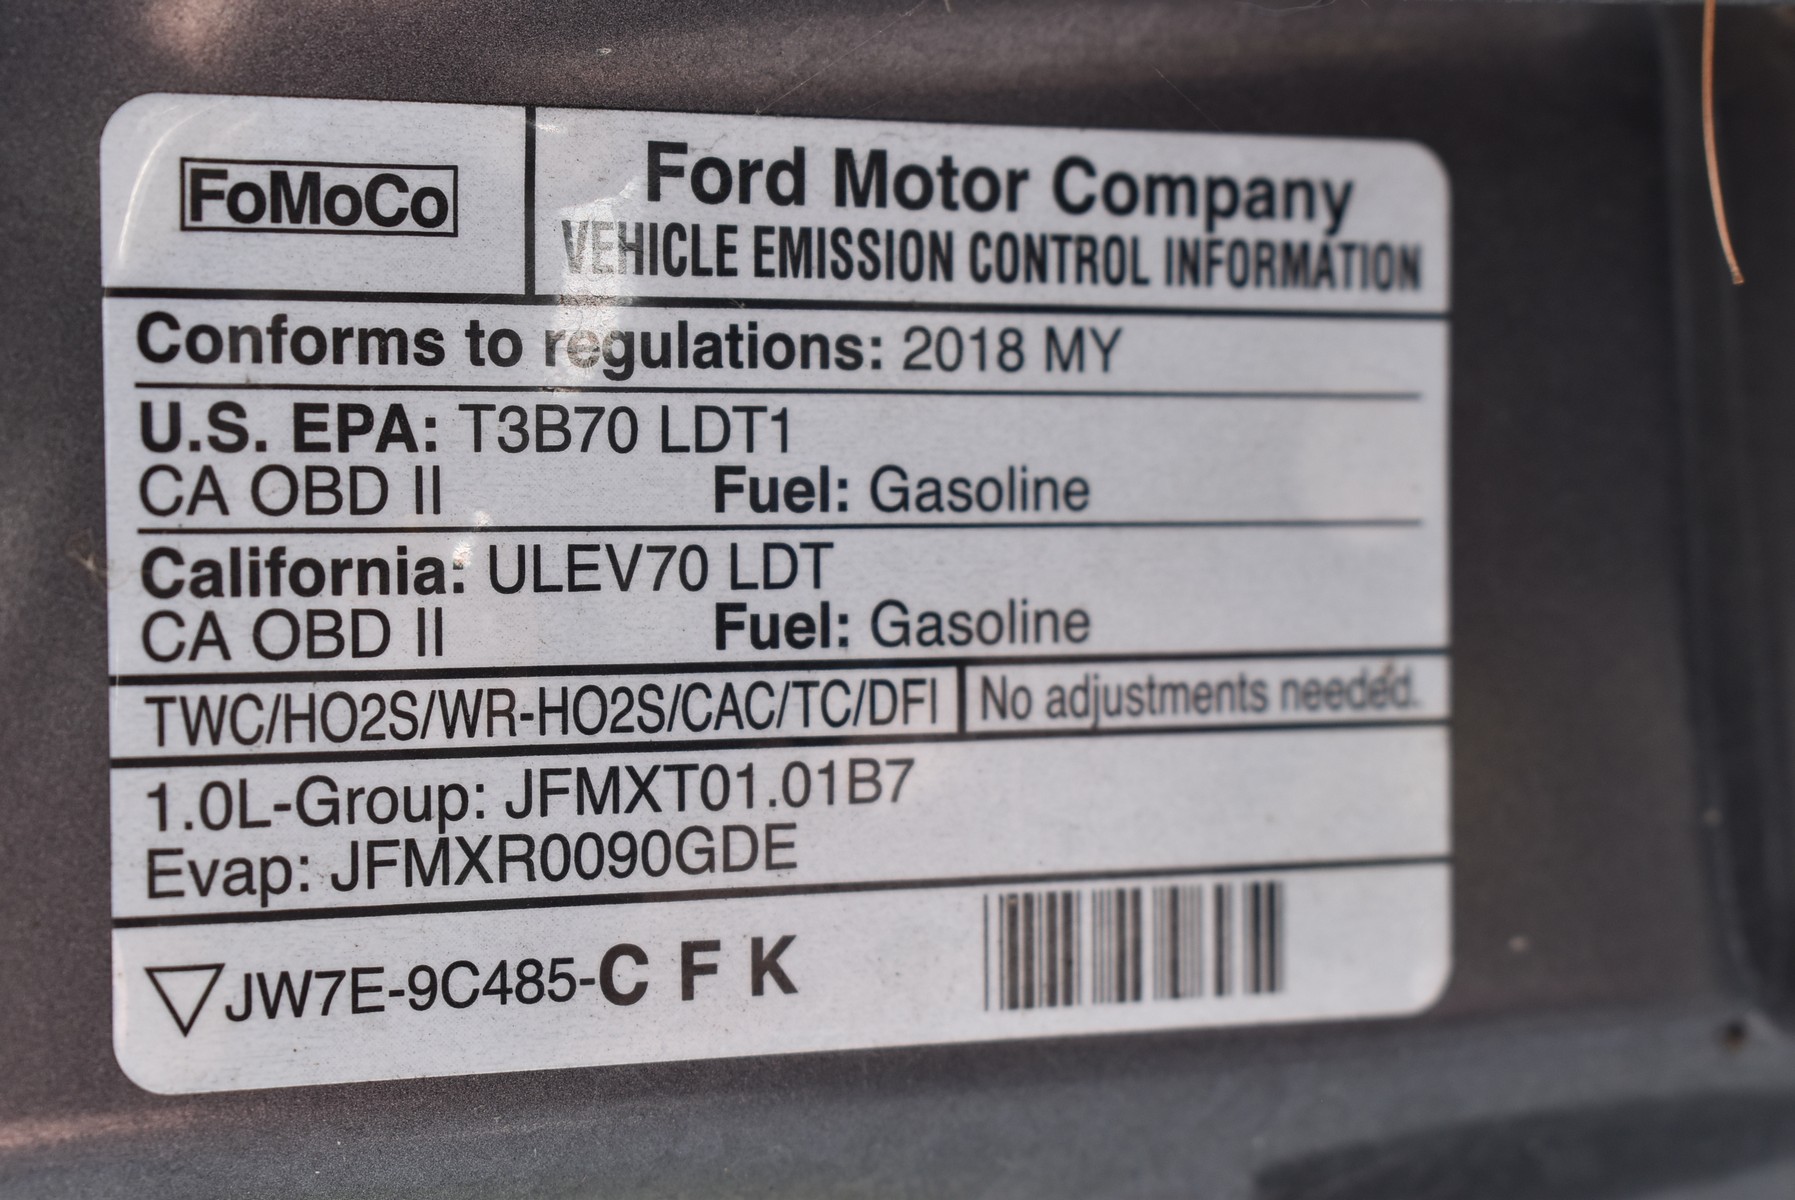 FoMoCo
Ford Motor Company
VEHICLE EMISSION CONTROL INFORMATION
Conforms to regulations: 2018 MY
U.S. EPA: T3B70 LDT1
CA OBD II Fuel: Gasoline
California: ULEV70 LDT
CA OBD II Fuel: Gasoline
TWC/HO2S/WR-HO2S/CAC/TC/DFI No adjustments needed.
1.0L-Group: JFMXT01.01B7
Evap: JFMXR0090GDE
JW7E-9C485-C F K